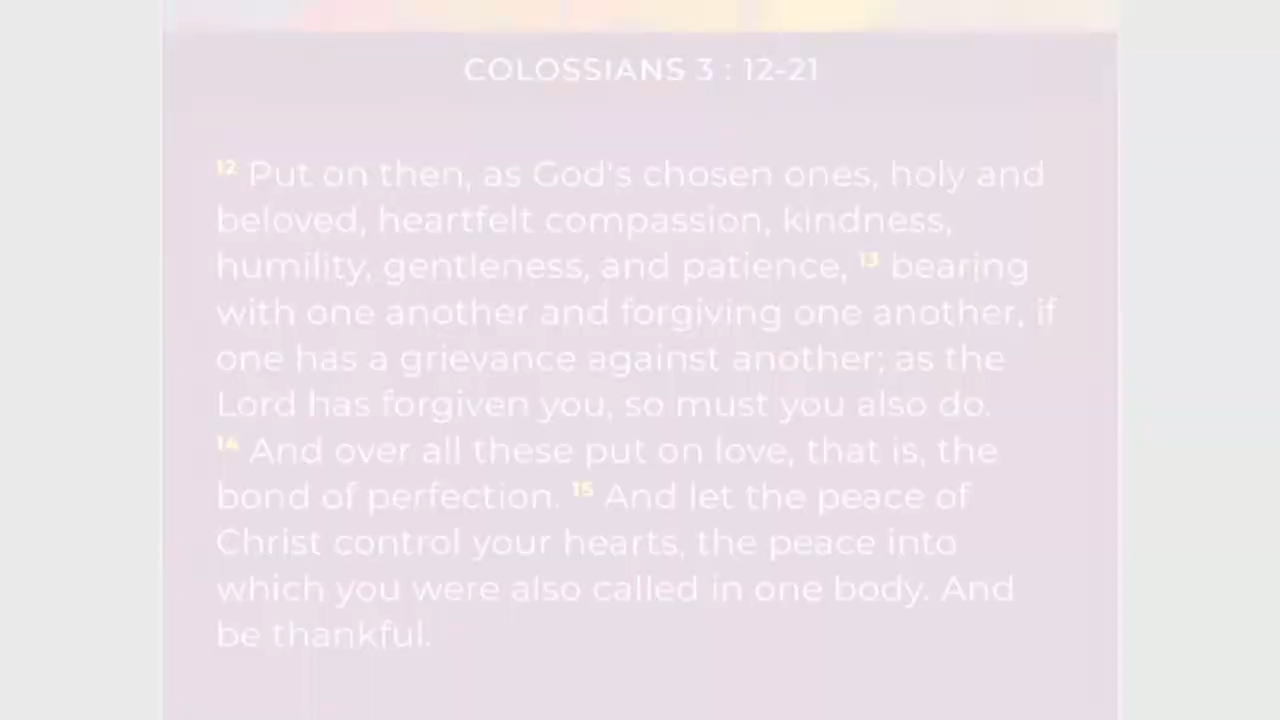 COLOSSIANS 3 : 12-21
12 Put on then, as God's chosen ones, holy and
beloved, heartfelt compassion, kindness,
humility, gentleness, and patience, 13 bearing
with one another and forgiving one another, if
one has a grievance against another; as the
Lord has forgiven you, so must you also do.
14 And over all these put on love, that is, the
bond of perfection. 15 And let the peace of
Christ control your hearts, the peace into
which you were also called in one body. And
be thankful.